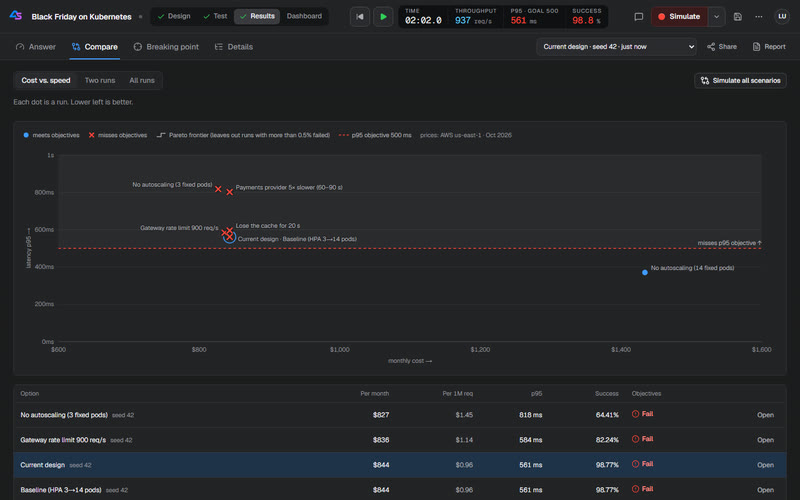 Black Friday on Kubernetes
Design
Test
Results
Dashboard
TIME
02:02.0
THROUGHPUT
937 req/s
P95 · GOAL 500
561 ms
SUCCESS
98.8 %
Simulate
LU
Answer
Compare
Breaking point
Details
Current design · seed 42 · just now
Share
Report
Cost vs. speed
Two runs
All runs
Simulate all scenarios
Each dot is a run. Lower left is better.
meets objectives
misses objectives
Pareto frontier (leaves out runs with more than 0.5% failed)
p95 objective 500 ms
prices: AWS us-east-1 · Oct 2026
1s
800ms
600ms
400ms
200ms
0ms
latency p95 →
No autoscaling (3 fixed pods)
Payments provider 5× slower (60–90 s)
Gateway rate limit 900 req/s
Lose the cache for 20 s
Current design · Baseline (HPA 3→14 pods)
misses p95 objective ↑
No autoscaling (14 fixed pods)
$600
$800
$1,000
$1,200
$1,400
$1,600
monthly cost →
Option Per month Per 1M req p95 Success Objectives
No autoscaling (3 fixed pods) seed 42 $827 $1.45 818 ms 64.41% Fail Open
Gateway rate limit 900 req/s seed 42 $836 $1.14 584 ms 82.24% Fail Open
Current design seed 42 $844 $0.96 561 ms 98.77% Fail Open
Baseline (HPA 3→14 pods) seed 42 $844 $0.96 561 ms 98.77% Fail Open